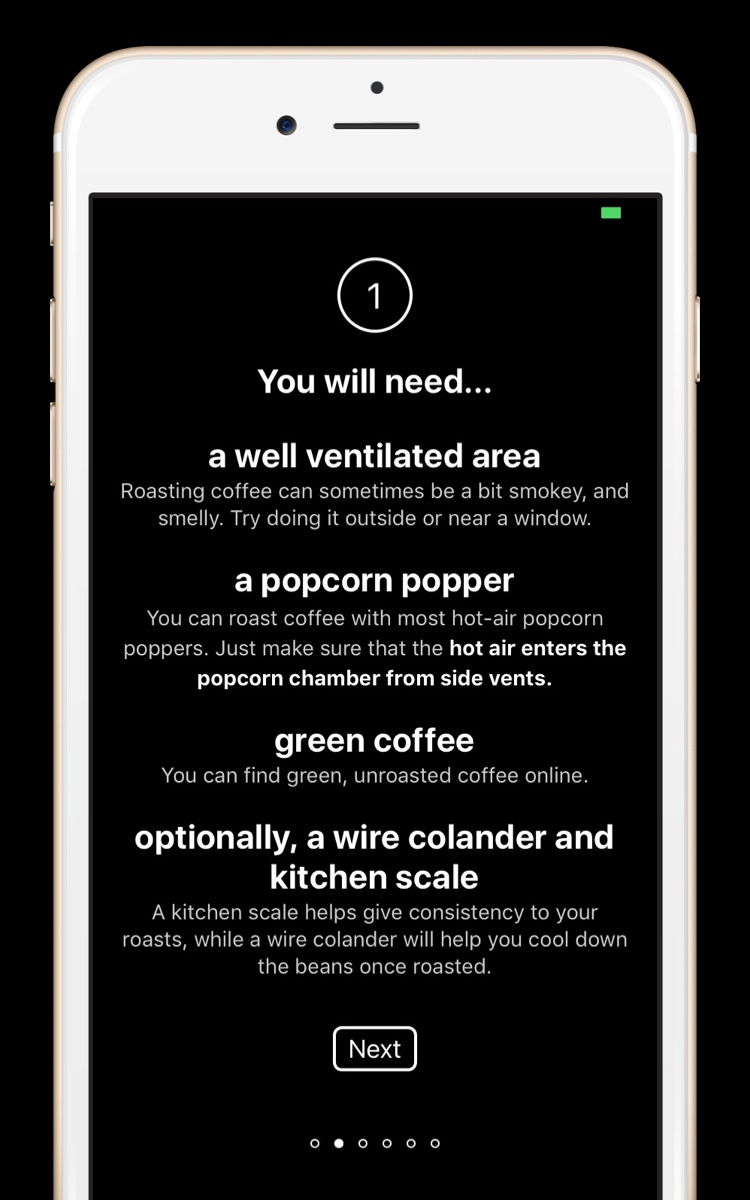 1
You will need...
a well ventilated area
Roasting coffee can sometimes be a bit smokey, and
smelly. Try doing it outside or near a window.
a popcorn popper
You can roast coffee with most hot-air popcorn
poppers. Just make sure that the hot air enters the
popcorn chamber from side vents.
green coffee
You can find green, unroasted coffee online.
optionally, a wire colander and
kitchen scale
A kitchen scale helps give consistency to your
roasts, while a wire colander will help you cool down
the beans once roasted.
Next